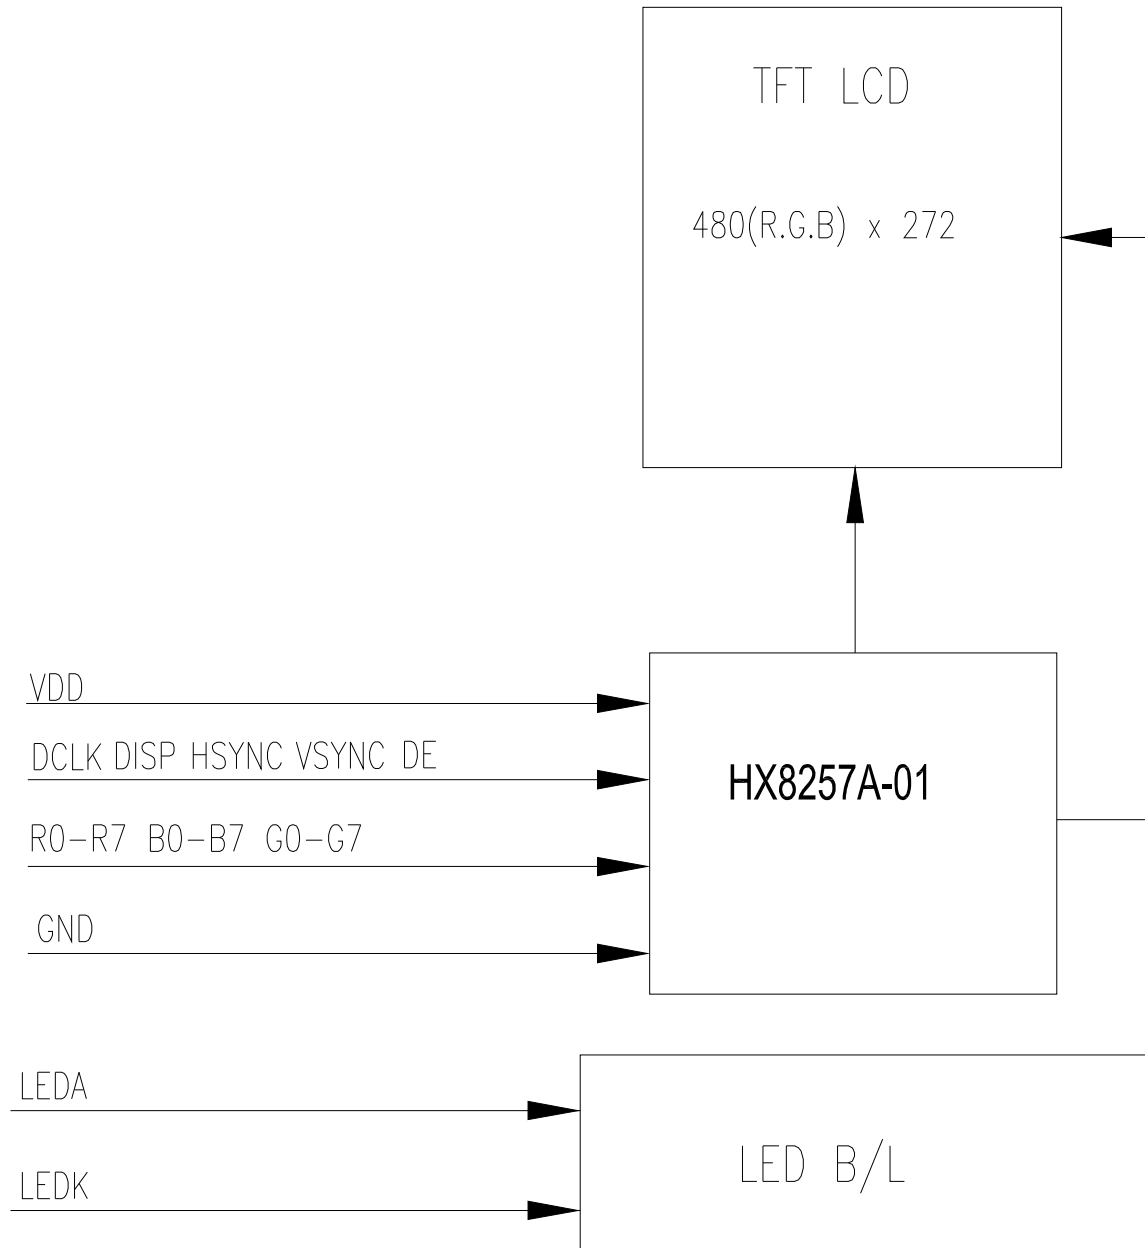 TFT LCD
480(R.G.B) x 272
VDD
DCLK DISP HSYNC VSYNC DE
HX8257A-01
R0-R7 B0-B7 G0-G7
GND
LEDA
LED B/L
LEDK